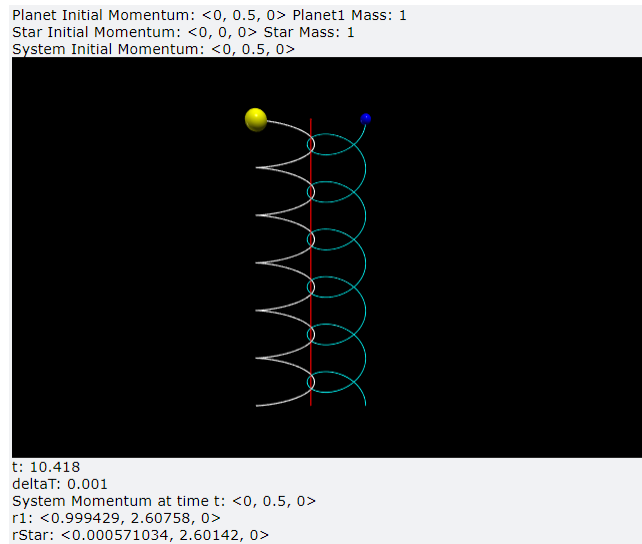 Planet Initial Momentum: <0, 0.5, 0> Planet1 Mass: 1
Star Initial Momentum: <0, 0, 0> Star Mass: 1
System Initial Momentum: <0, 0.5, 0>
t: 10.418
deltaT: 0.001
System Momentum at time t: <0, 0.5, 0>
r1: <0.999429, 2.60758, 0>
rStar: <0.000571034, 2.60142, 0>